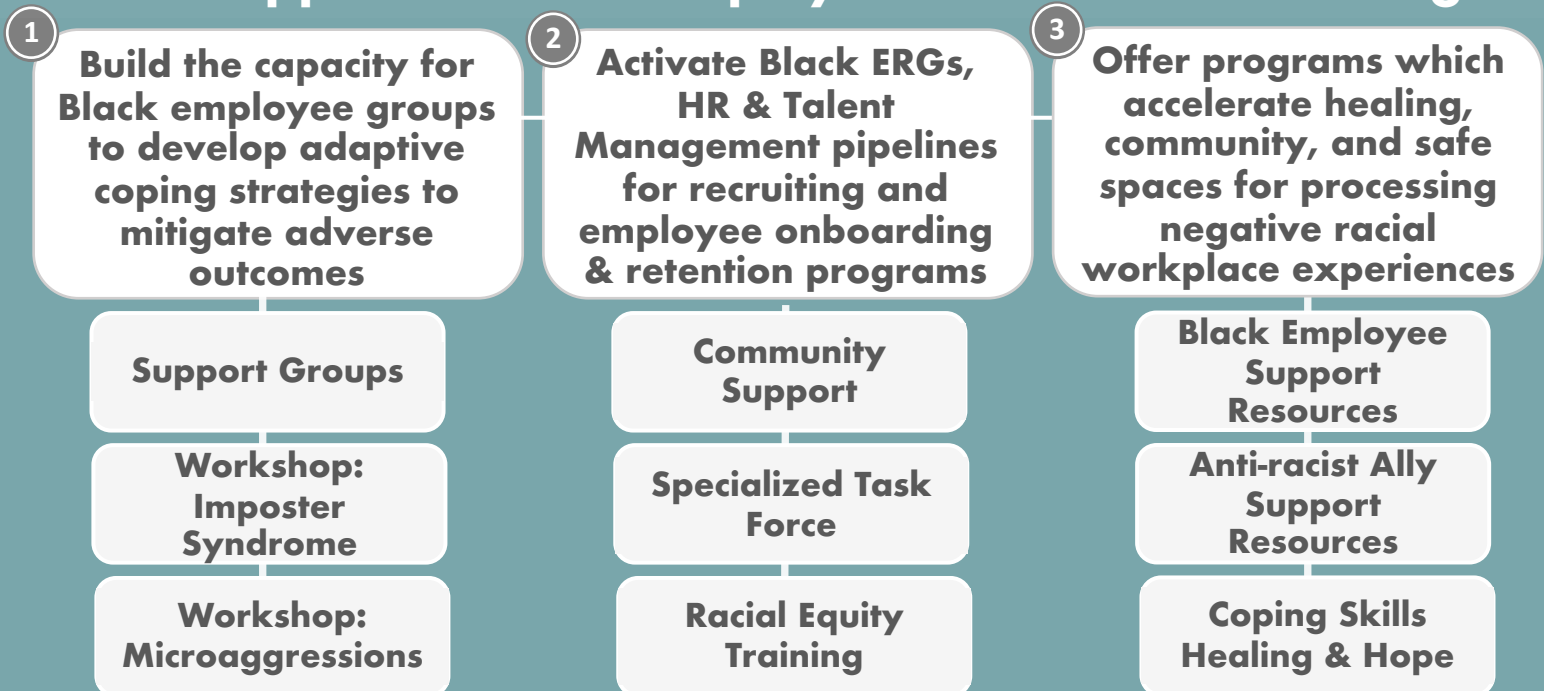 1
Build the capacity for
Black employee groups
to develop adaptive
coping strategies to
mitigate adverse
outcomes
Support Groups
Workshop:
Imposter
Syndrome
Workshop:
Microaggressions
2
Activate Black ERGs,
HR & Talent
Management pipelines
for recruiting and
employee onboarding
& retention programs
Community
Support
Specialized Task
Force
Racial Equity
Training
3
Offer programs which
accelerate healing,
community, and safe
spaces for processing
negative racial
workplace experiences
Black Employee
Support
Resources
Anti-racist Ally
Support
Resources
Coping Skills
Healing & Hope